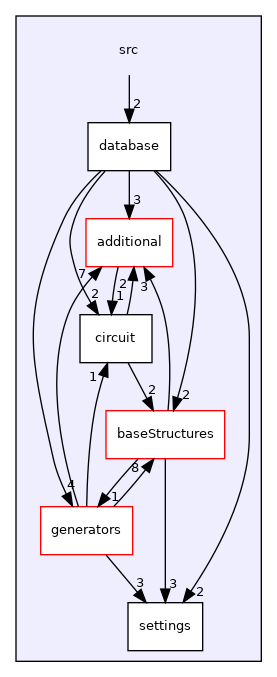 src
2
database
3
additional
7
2
2
1
3
circuit
1
2
2
baseStructures
8
4
1
generators
3
3
2
settings